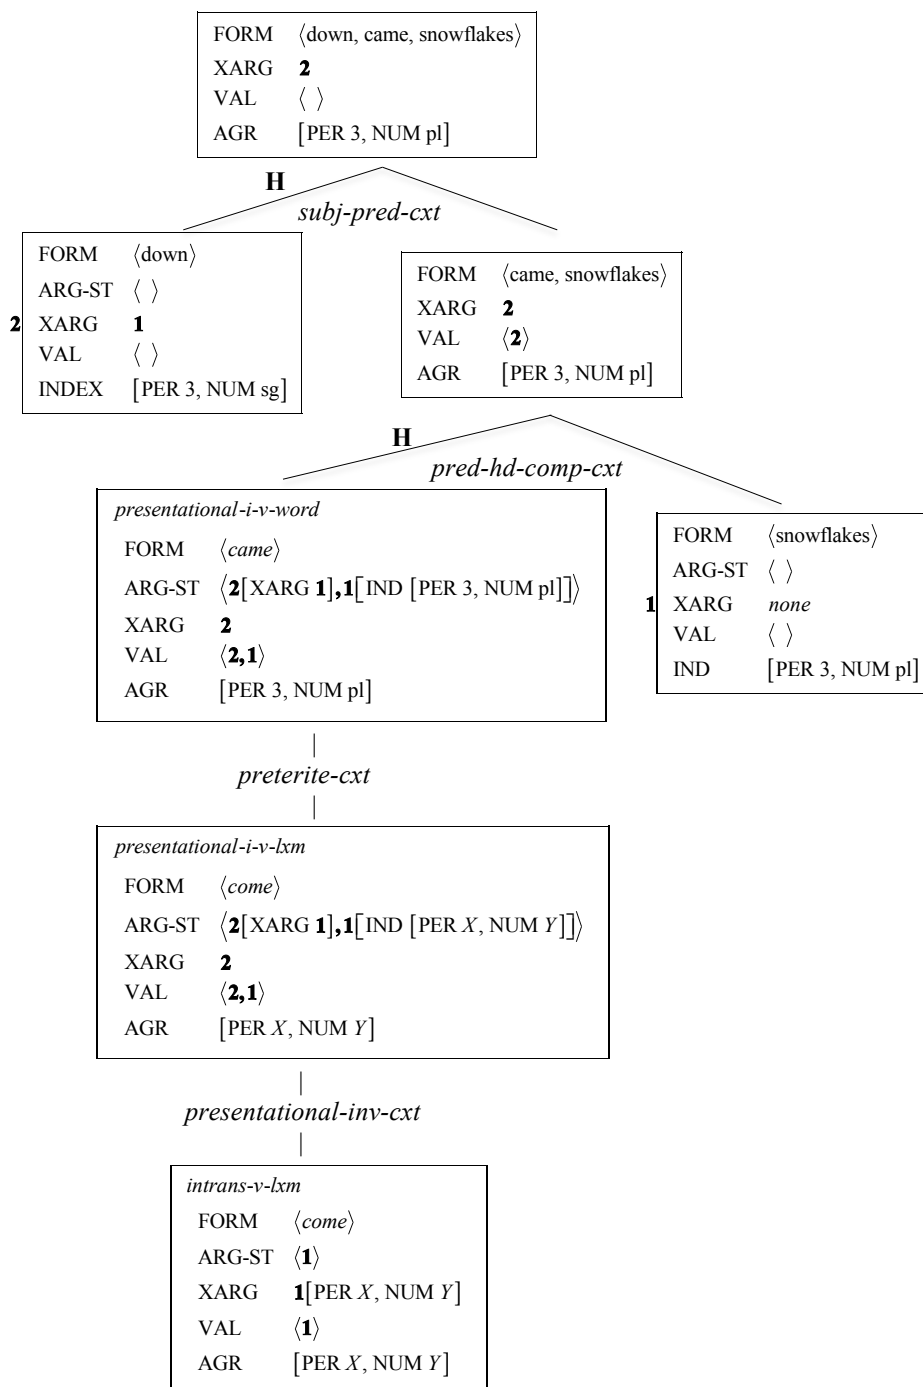 FORM ⟨down, came, snowflakes⟩
XARG 2
VAL ⟨ ⟩
AGR [PER 3, NUM pl]
H
subj-pred-cxt
FORM ⟨down⟩
ARG-ST ⟨ ⟩
2 XARG 1
VAL ⟨ ⟩
INDEX [PER 3, NUM sg]
FORM ⟨came, snowflakes⟩
XARG 2
VAL ⟨2⟩
AGR [PER 3, NUM pl]
H
pred-hd-comp-cxt
presentational-i-v-word
FORM ⟨came⟩
ARG-ST ⟨2[XARG 1],1[IND [PER 3, NUM pl]]⟩
XARG 2
VAL ⟨2,1⟩
AGR [PER 3, NUM pl]
FORM ⟨snowflakes⟩
ARG-ST ⟨ ⟩
1 XARG none
VAL ⟨ ⟩
IND [PER 3, NUM pl]
preterite-cxt
presentational-i-v-lxm
FORM ⟨come⟩
ARG-ST ⟨2[XARG 1],1[IND [PER X, NUM Y]]⟩
XARG 2
VAL ⟨2,1⟩
AGR [PER X, NUM Y]
presentational-inv-cxt
intrans-v-lxm
FORM ⟨come⟩
ARG-ST ⟨1⟩
XARG 1[PER X, NUM Y]
VAL ⟨1⟩
AGR [PER X, NUM Y]